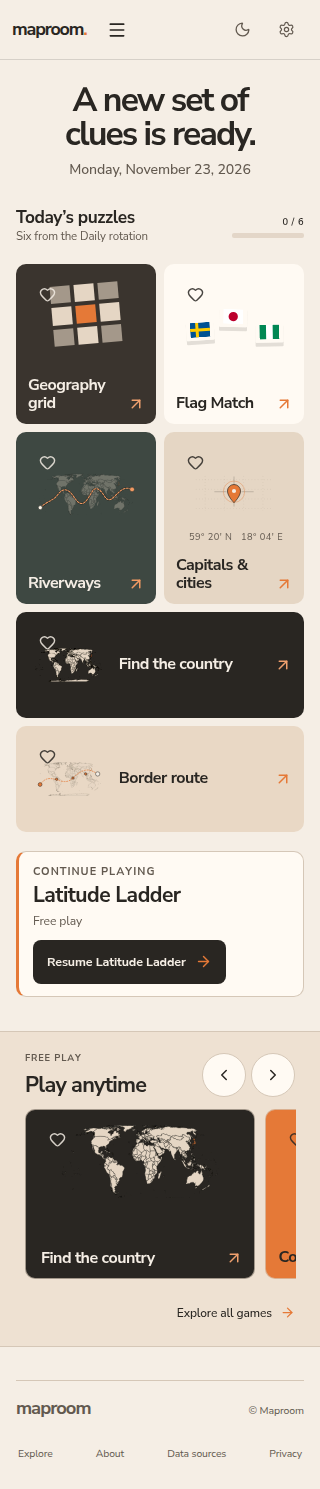 maproom.
A new set of
clues is ready.
Monday, November 23, 2026
Today’s puzzles
0 / 6
Six from the Daily rotation
Geography
grid
Flag Match
Riverways
59° 20′ N 18° 04′ E
Capitals &
cities
Find the country
Border route
CONTINUE PLAYING
Latitude Ladder
Free play
Resume Latitude Ladder
FREE PLAY
Play anytime
Find the country
Co
Explore all games
maproom
© Maproom
Explore About Data sources Privacy